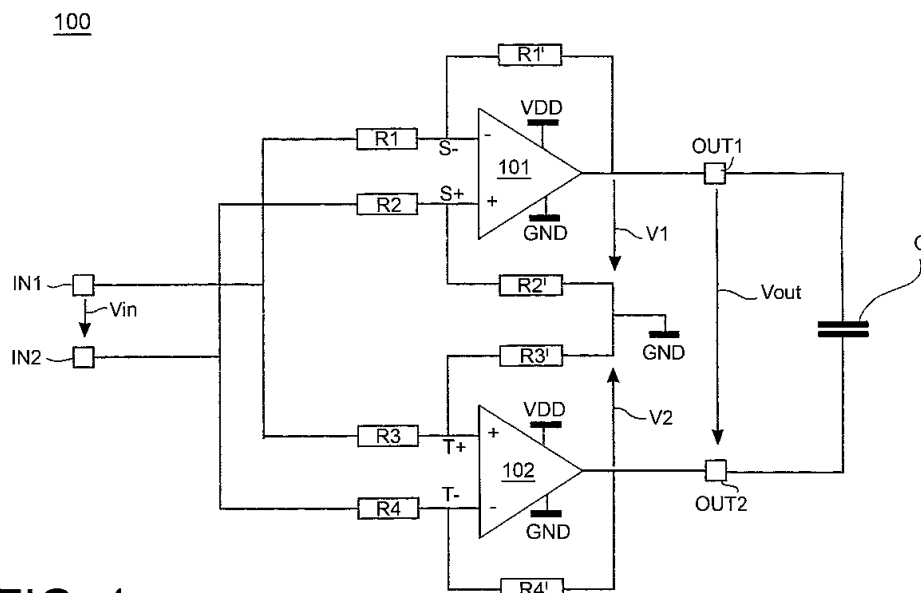 100
R1'
VDD
R1
S-
-
101
OUT1
R2
S+
+
GND
V1
IN1
Vin
R2'
Vout
IN2
R3'
GND
VDD
V2
R3
T+
+
102
T-
R4
-
GND
OUT2
R4'